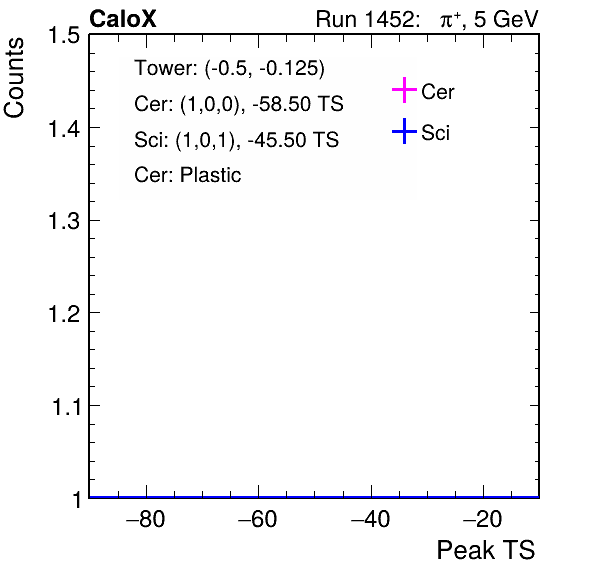 CaloX Run 1452: π⁺, 5 GeV
Counts
1.5
1.4
1.3
1.2
1.1
1
Tower: (-0.5, -0.125)
Cer: (1,0,0), -58.50 TS
Sci: (1,0,1), -45.50 TS
Cer: Plastic
Cer
Sci
−80 −60 −40 −20
Peak TS